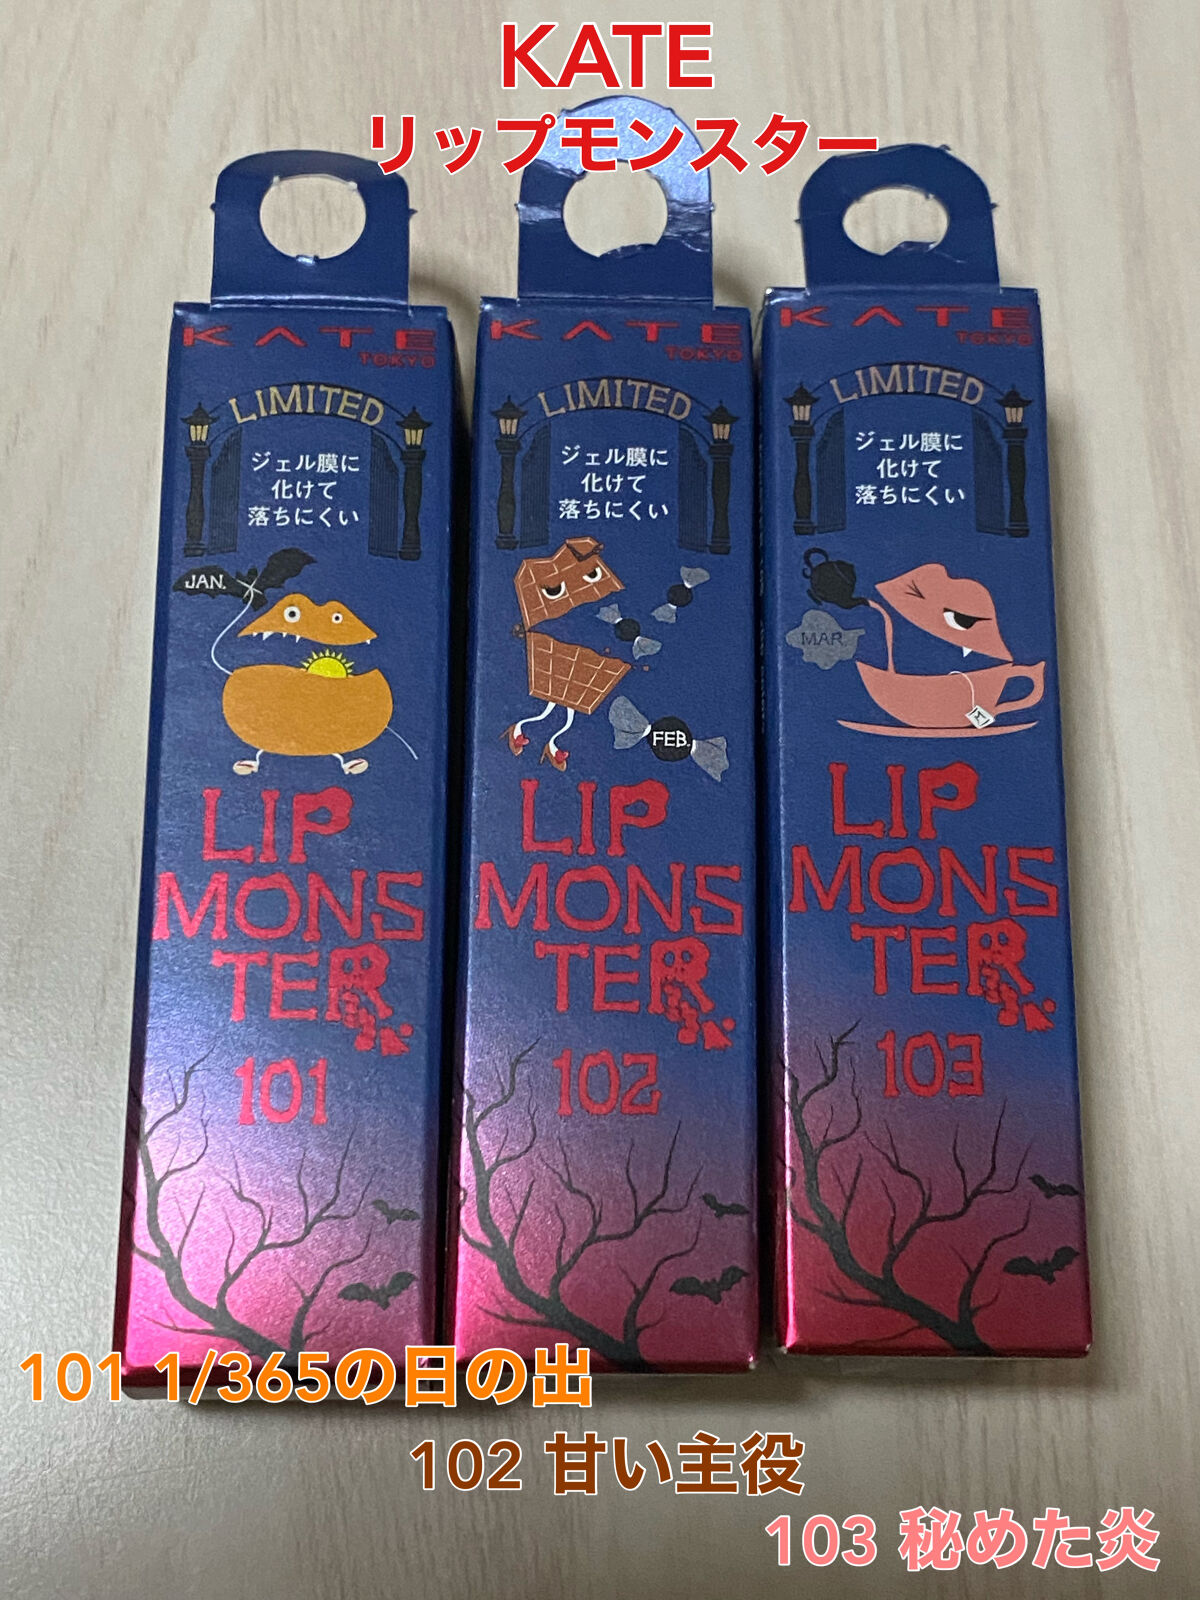 KATE
リップモンスター
KATE
TOKYO
LIMITED
ジェル膜に
化けて
落ちにくい
JAN.
LIP
MONS
TER
101
KATE
TOKYO
LIMITED
ジェル膜に
化けて
落ちにくい
FEB.
LIP
MONS
TER
102
KATE
TOKYO
LIMITED
ジェル膜に
化けて
落ちにくい
MAR.
M
LIP
MONS
TER
103
101 1/365の日の出
102 甘い主役
103 秘めた炎